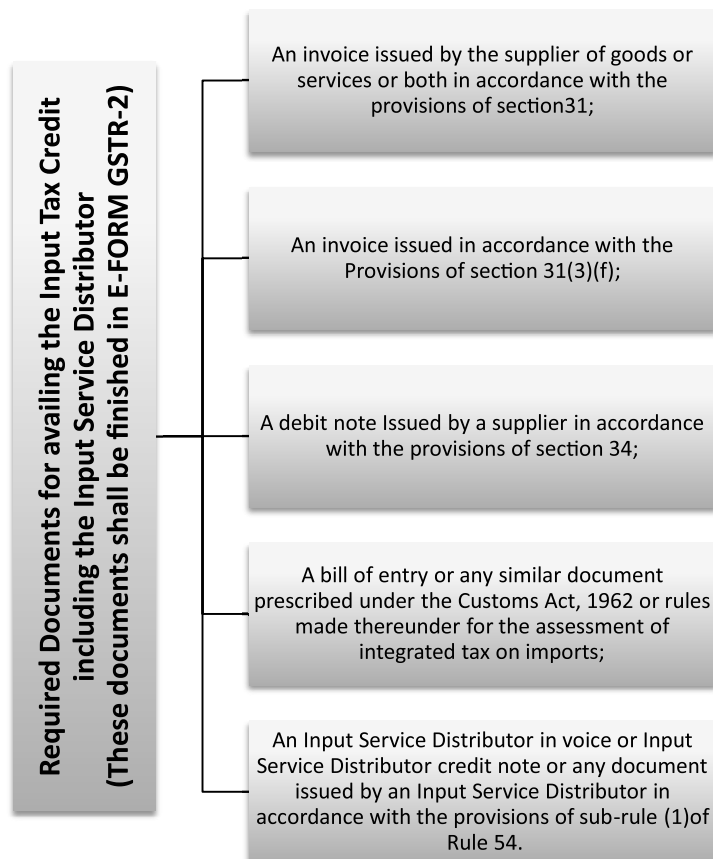 Required Documents for availing the Input Tax Credit
including the Input Service Distributor
(These documents shall be finished in E-FORM GSTR-2)
An invoice issued by the supplier of goods or
services or both in accordance with the
provisions of section31;
An invoice issued in accordance with the
Provisions of section 31(3)(f);
A debit note Issued by a supplier in accordance
with the provisions of section 34;
A bill of entry or any similar document
prescribed under the Customs Act, 1962 or rules
made thereunder for the assessment of
integrated tax on imports;
An Input Service Distributor in voice or Input
Service Distributor credit note or any document
issued by an Input Service Distributor in
accordance with the provisions of sub-rule (1)of
Rule 54.